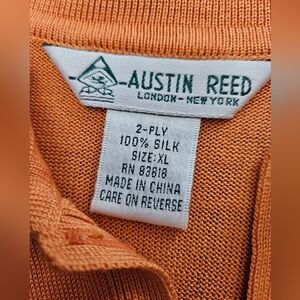 AUSTIN REED
LONDON-NEW YORK
2-PLY
100% SILK
SIZE: XL
RN 83618
MADE IN CHINA
CARE ON REVERSE